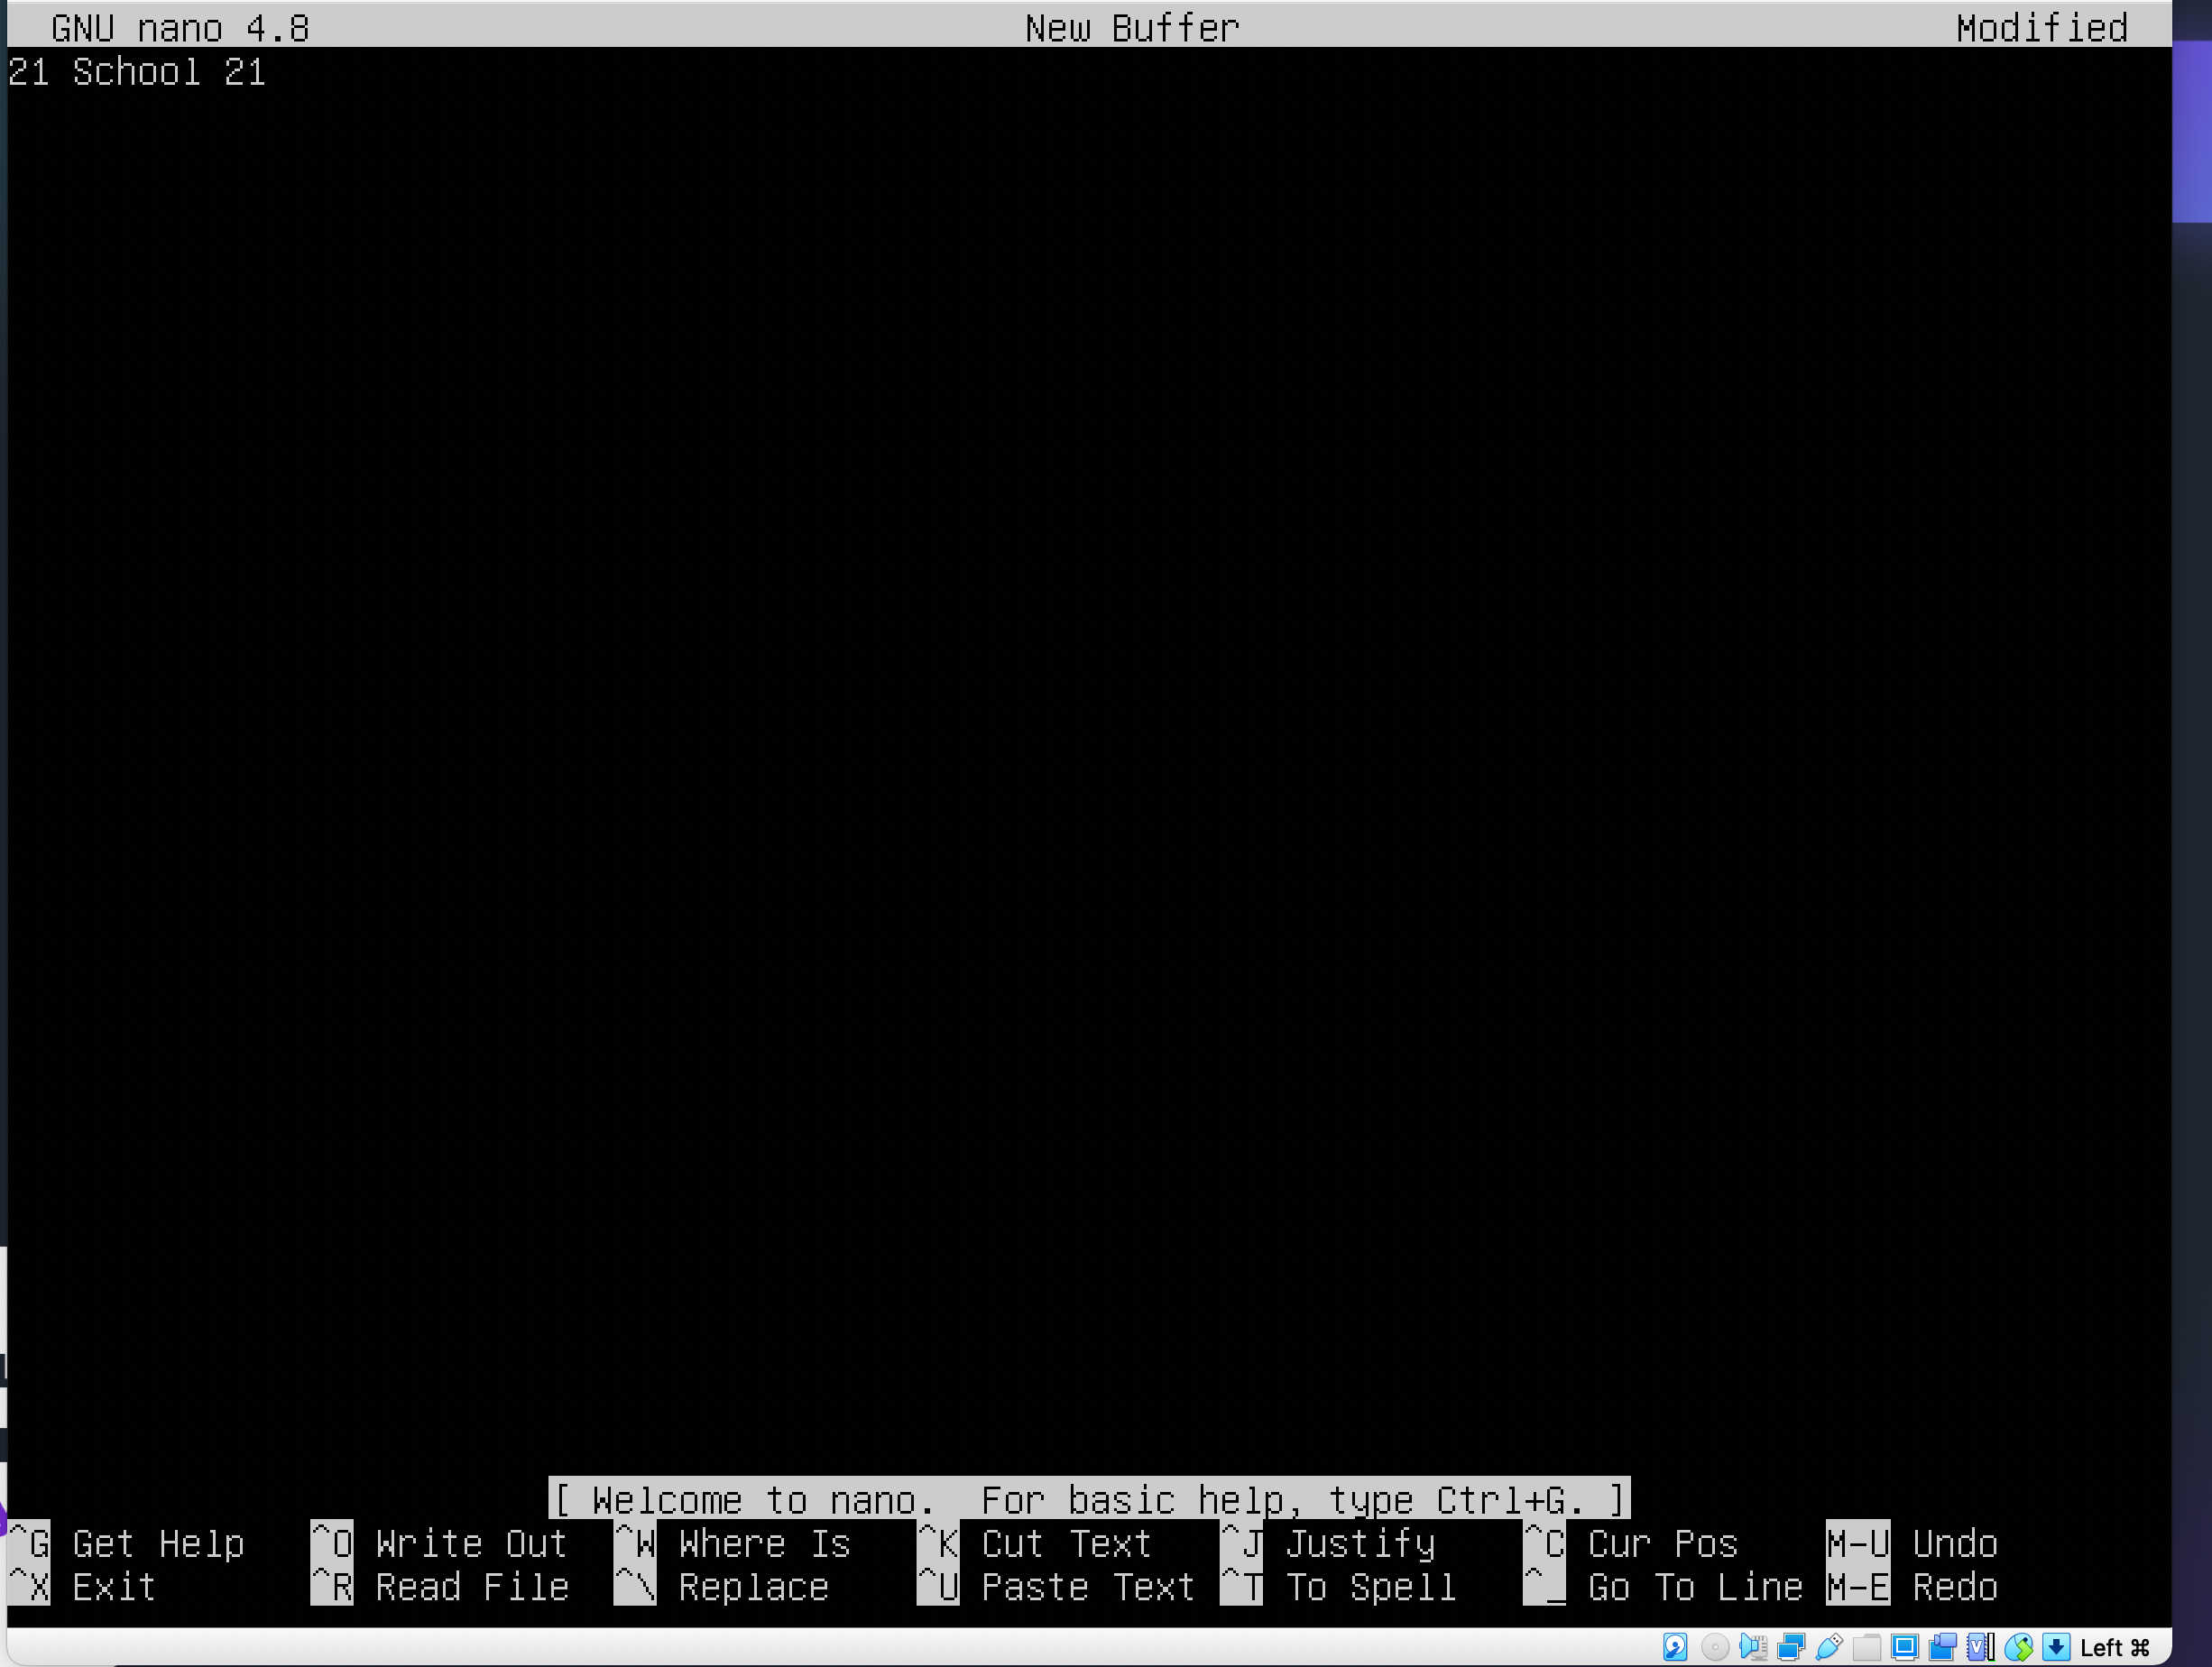 GNU nano 4.8 New Buffer Modified
21 School 21
[ Welcome to nano.  For basic help, type Ctrl+G. ]
^G Get Help ^O Write Out ^W Where Is ^K Cut Text ^J Justify ^C Cur Pos M-U Undo
^X Exit ^R Read File ^\ Replace ^U Paste Text ^T To Spell ^_ Go To Line M-E Redo
Left ⌘